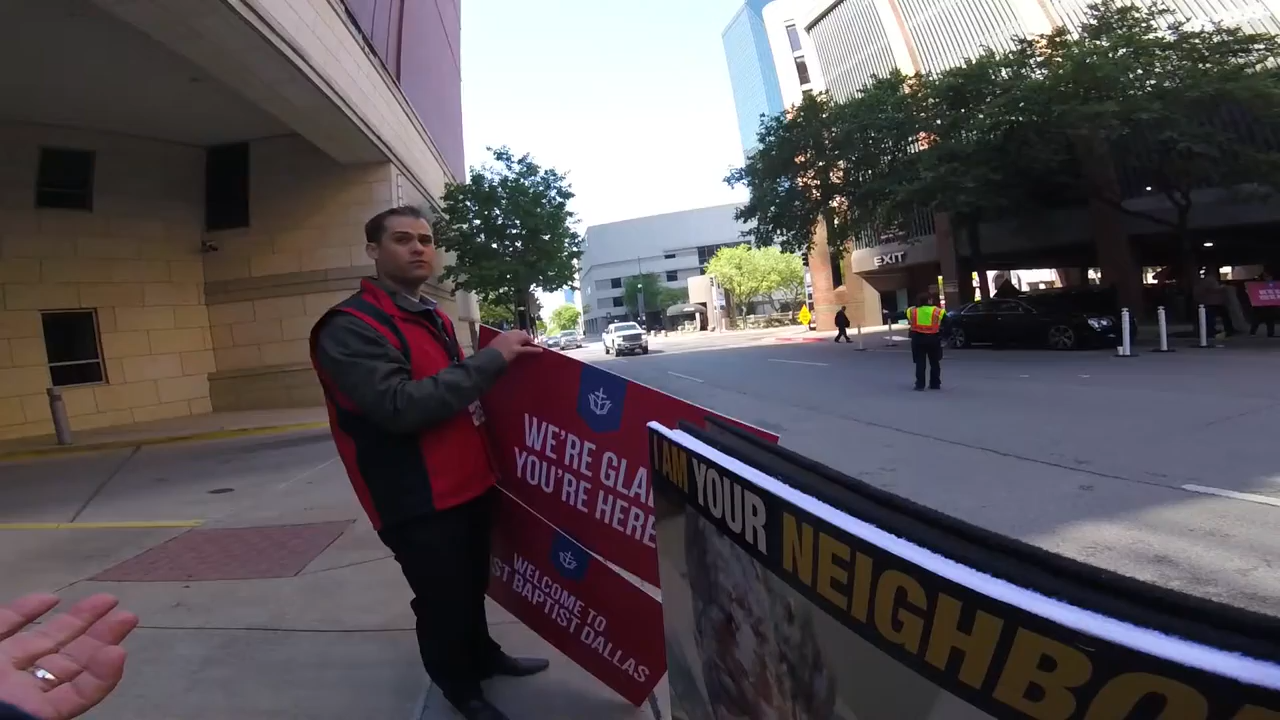 EXIT
WE'RE GLA
YOU'RE HERE
WELCOME TO
ST BAPTIST DALLAS
I AM YOUR NEIGHBO